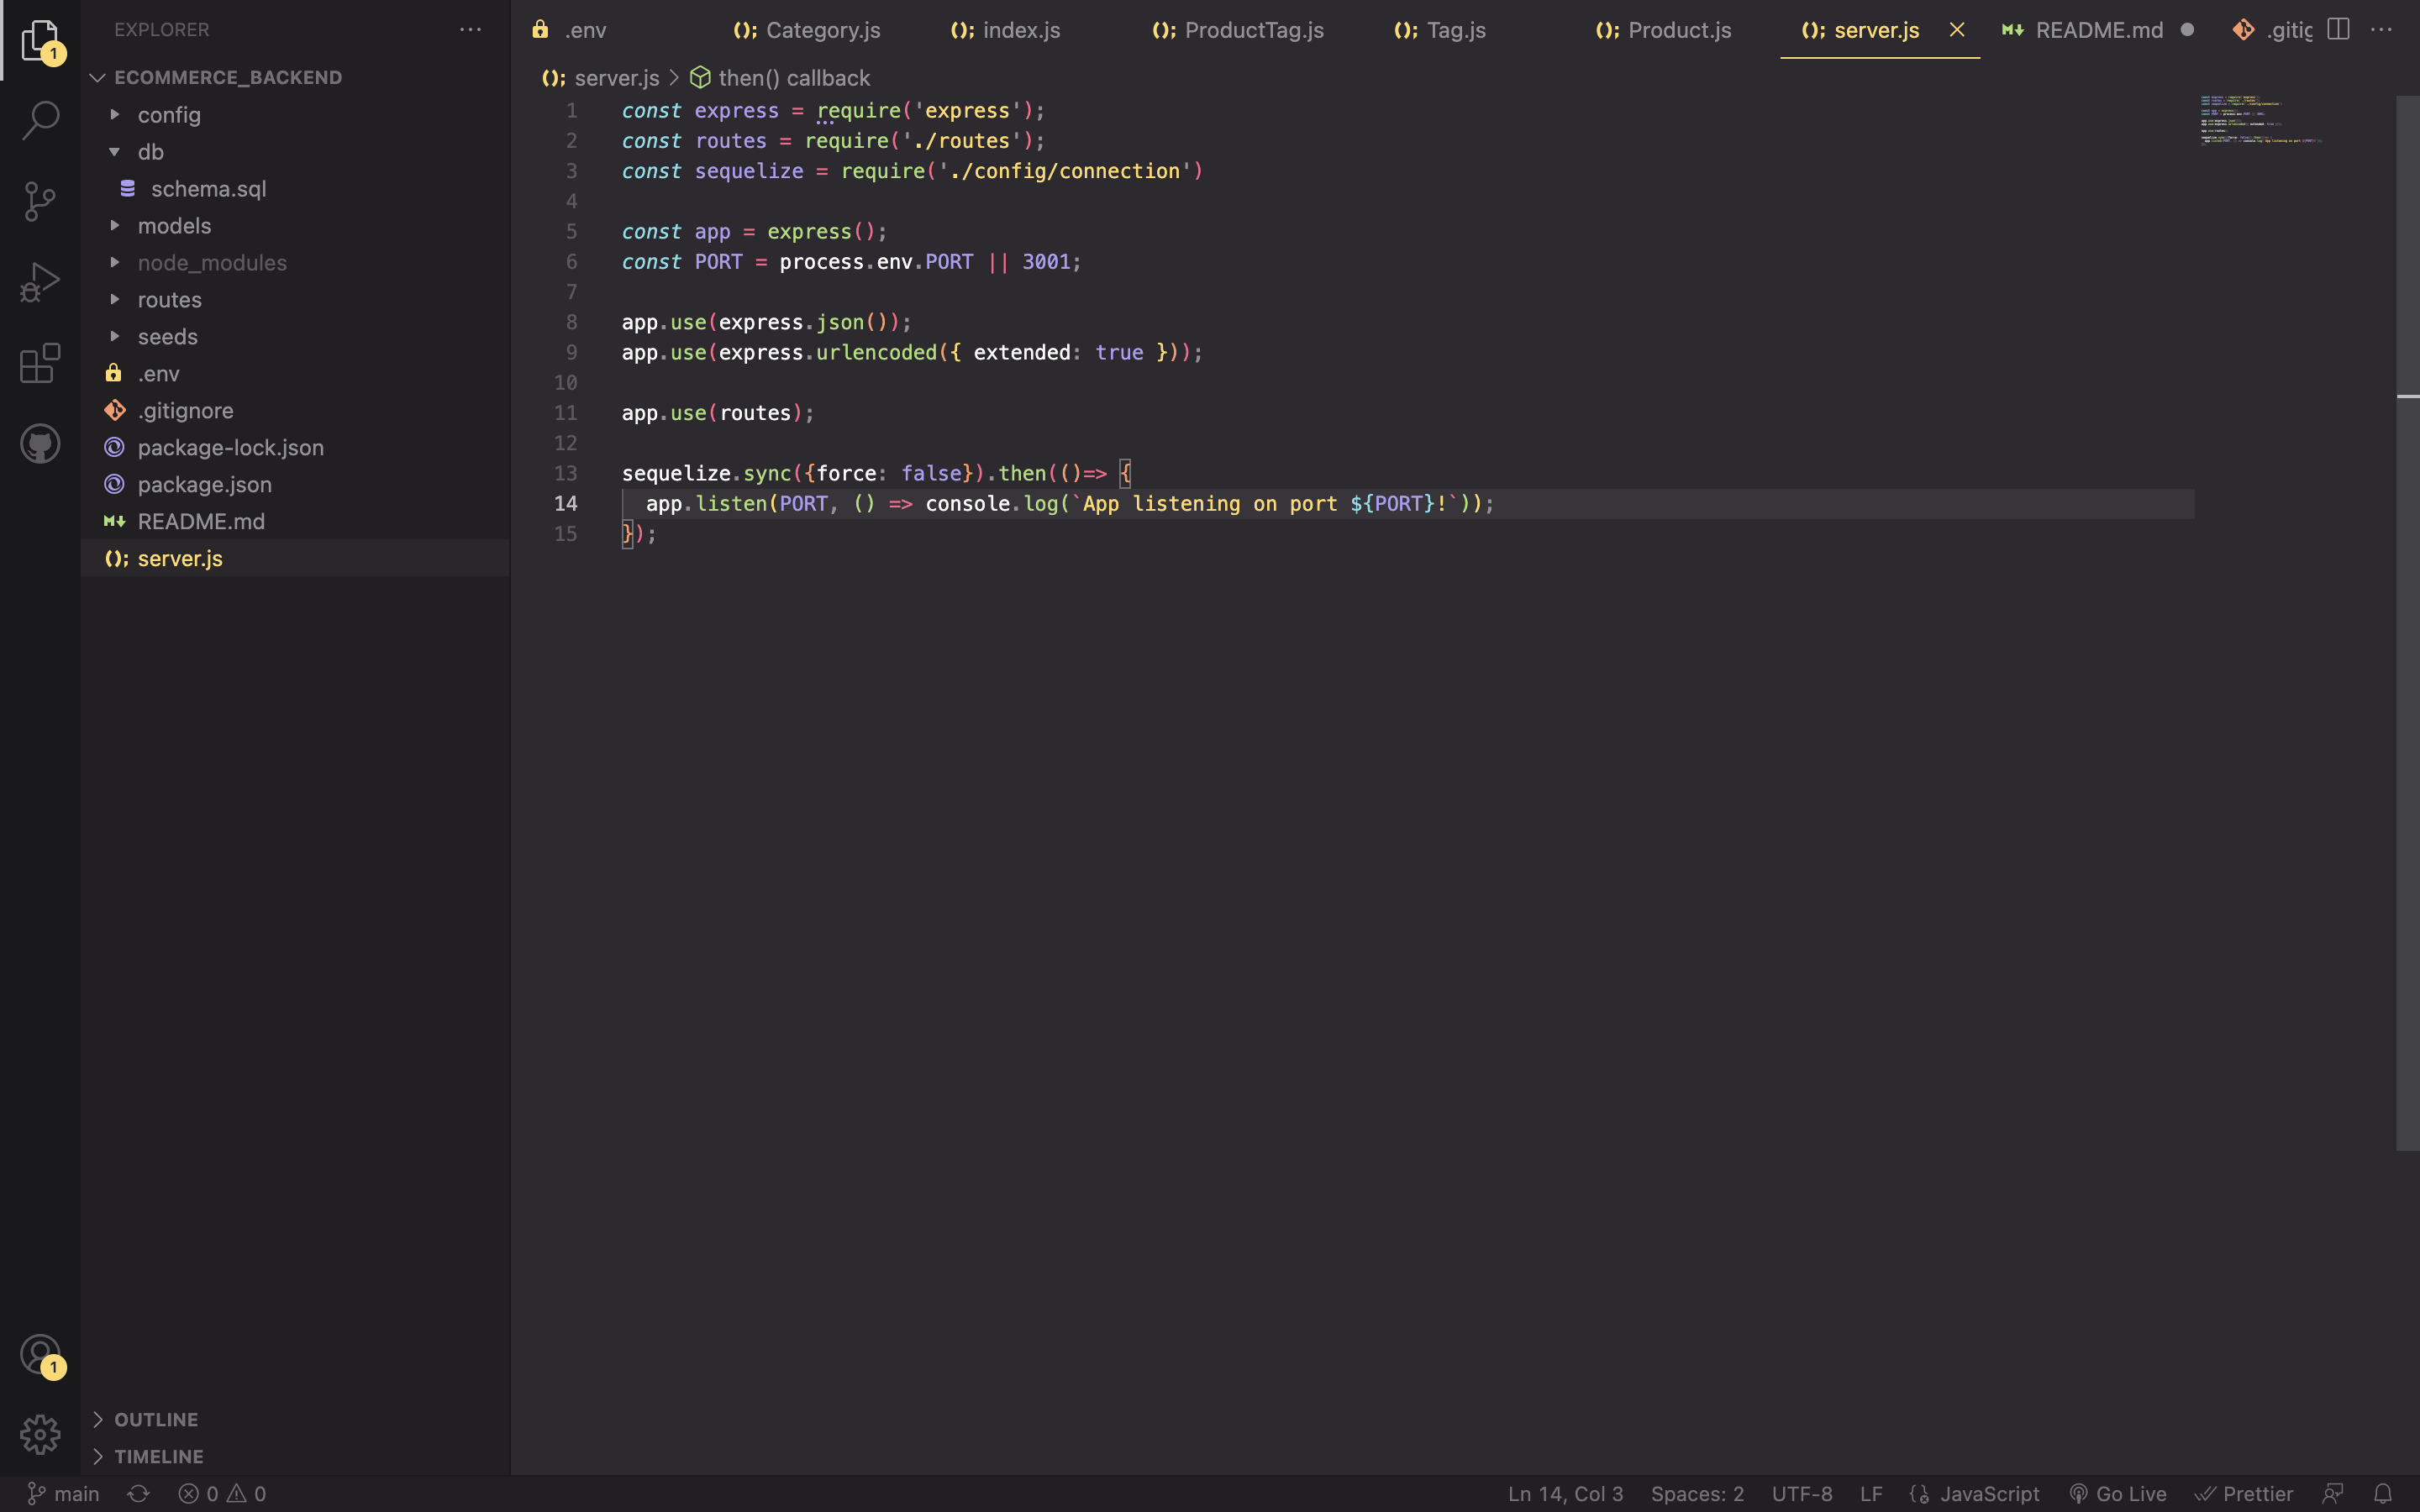 EXPLORER
ECOMMERCE_BACKEND
config
db
schema.sql
models
node_modules
routes
seeds
.env
.gitignore
package-lock.json
package.json
README.md
server.js
OUTLINE
TIMELINE
1
1
.env
Category.js
index.js
ProductTag.js
Tag.js
Product.js
server.js
README.md
.gitig
server.js > then() callback
1 const express = require('express');
2 const routes = require('./routes');
3 const sequelize = require('./config/connection')
4
5 const app = express();
6 const PORT = process.env.PORT || 3001;
7
8 app.use(express.json());
9 app.use(express.urlencoded({ extended: true }));
10
11 app.use(routes);
12
13 sequelize.sync({force: false}).then(()=> {
14   app.listen(PORT, () => console.log(`App listening on port ${PORT}!`));
15 });
main 0 0 Ln 14, Col 3 Spaces: 2 UTF-8 LF JavaScript Go Live Prettier